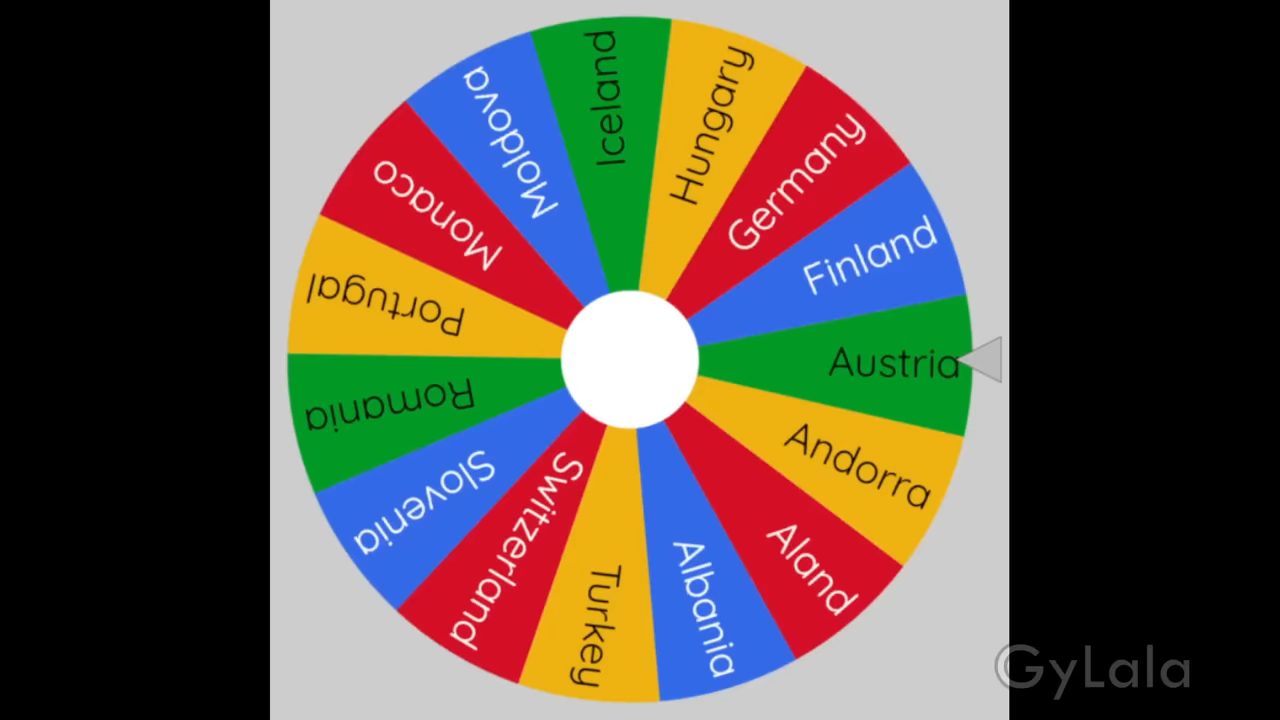 Iceland
Hungary
Germany
Finland
Austria
Andorra
Aland
Albania
Turkey
Switzerland
Slovenia
Romania
Portugal
Monaco
Moldova
GyLala